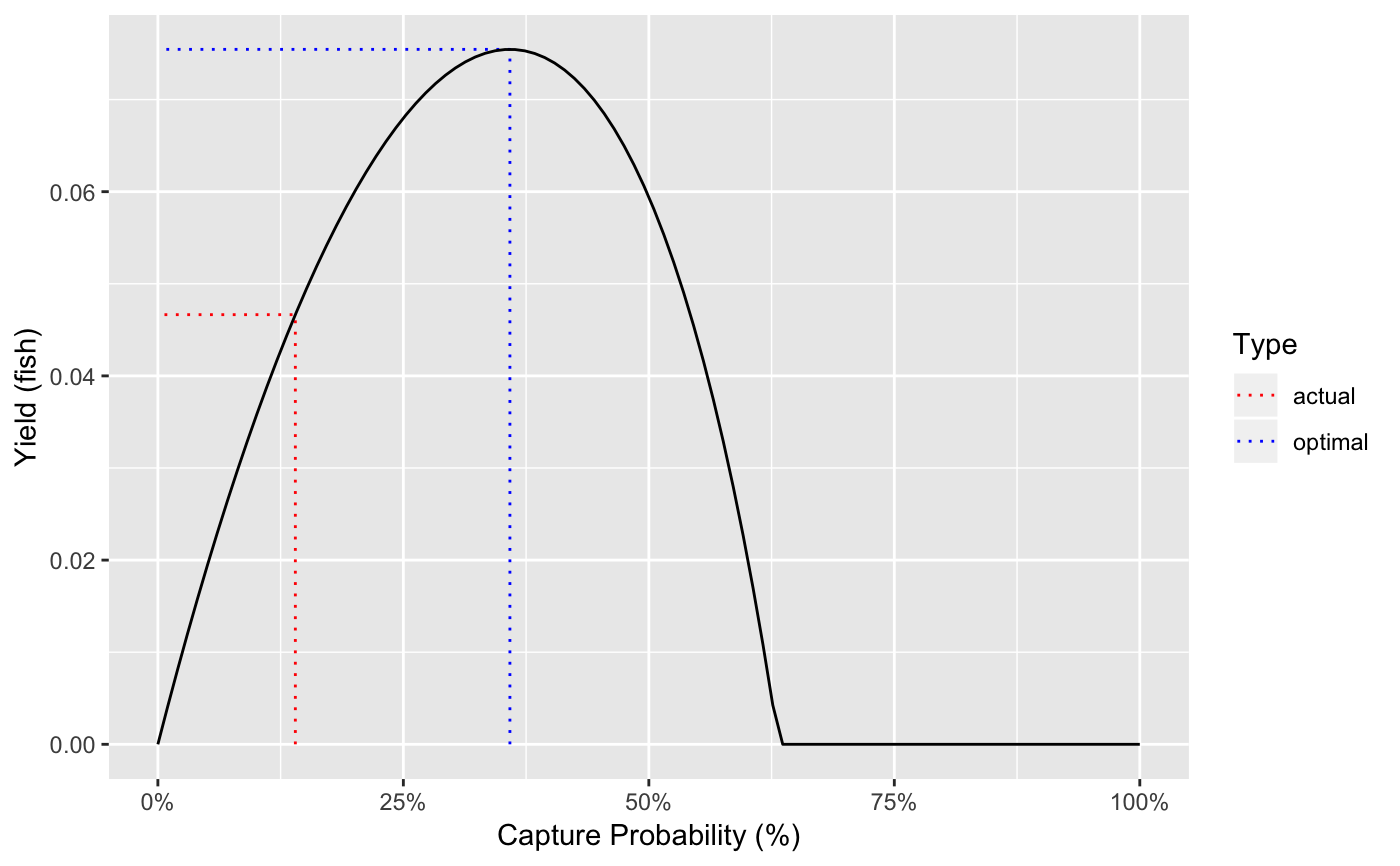 Yield (fish)
0.06
0.04
0.02
0.00
0%
25%
50%
75%
100%
Capture Probability (%)
Type
actual
optimal